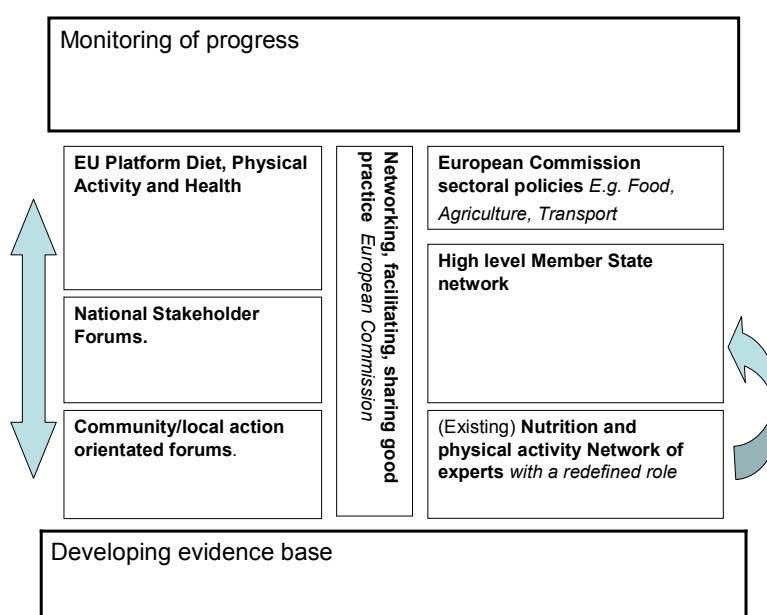 Monitoring of progress
EU Platform Diet, Physical
Activity and Health
National Stakeholder
Forums.
Community/local action
orientated forums.
Networking, facilitating, sharing good
practice European Commission
European Commission
sectoral policies E.g. Food,
Agriculture, Transport
High level Member State
network
(Existing) Nutrition and
physical activity Network of
experts with a redefined role
Developing evidence base